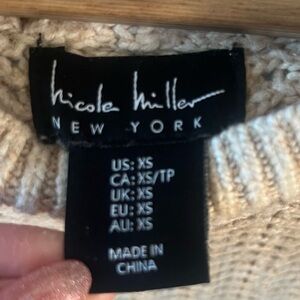 nicole miller
NEW YORK
US: XS
CA: XS/TP
UK: XS
EU: XS
AU: XS
MADE IN
CHINA